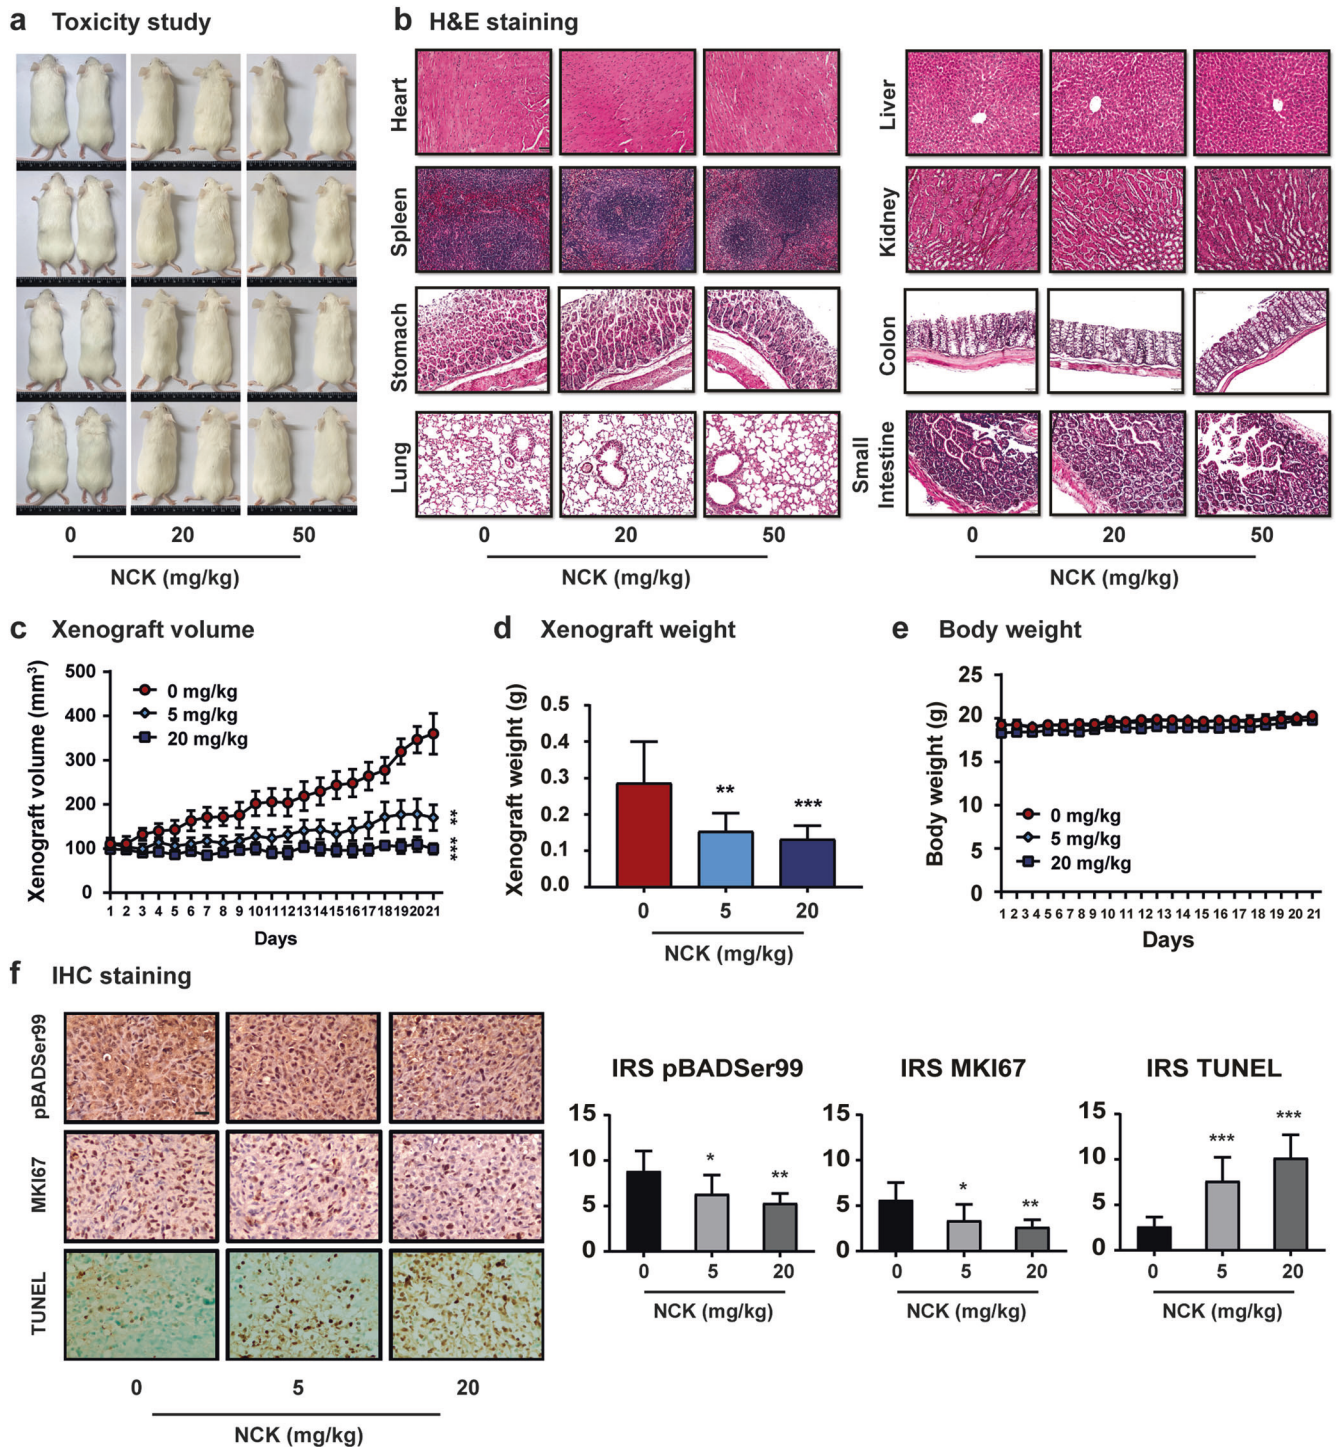 a Toxicity study
0 20 50
NCK (mg/kg)
b H&E staining
Heart
Spleen
Stomach
Lung
0 20 50
NCK (mg/kg)
Liver
Kidney
Colon
Small
Intestine
0 20 50
NCK (mg/kg)
c Xenograft volume
Xenograft volume (mm³)
500
400
300
200
100
0
0 mg/kg
5 mg/kg
20 mg/kg
**
***
1 2 3 4 5 6 7 8 9 10 11 12 13 14 15 16 17 18 19 20 21
Days
d Xenograft weight
Xenograft weight (g)
0.5
0.4
0.3
0.2
0.1
0.0
** ***
0 5 20
NCK (mg/kg)
e Body weight
Body weight (g)
25
20
15
10
5
0
0 mg/kg
5 mg/kg
20 mg/kg
1 2 3 4 5 6 7 8 9 10 11 12 13 14 15 16 17 18 19 20 21
Days
f IHC staining
pBADSer99
MKI67
TUNEL
0 5 20
NCK (mg/kg)
IRS pBADSer99
15
10
5
0
* **
0 5 20
NCK (mg/kg)
IRS MKI67
15
10
5
0
* **
0 5 20
NCK (mg/kg)
IRS TUNEL
15
10
5
0
*** ***
0 5 20
NCK (mg/kg)